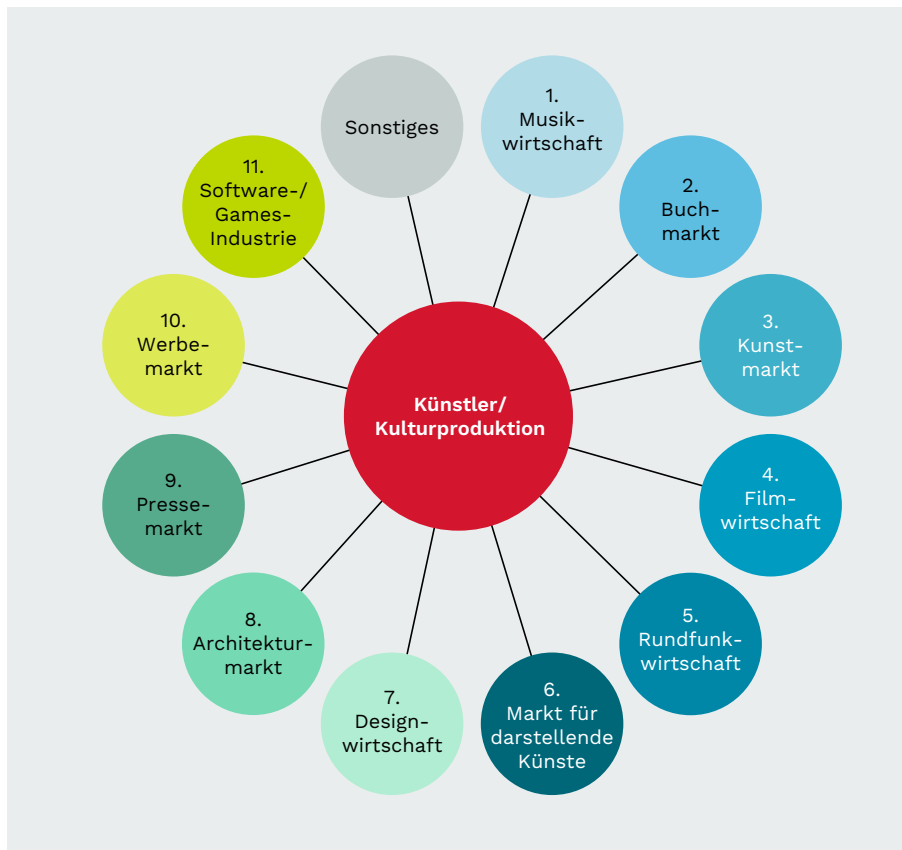 Sonstiges
1.
Musik-
wirtschaft
2.
Buch-
markt
3.
Kunst-
markt
4.
Film-
wirtschaft
5.
Rundfunk-
wirtschaft
6.
Markt für
darstellende
Künste
7.
Design-
wirtschaft
8.
Architektur-
markt
9.
Presse-
markt
10.
Werbe-
markt
11.
Software-/
Games-
Industrie
Künstler/
Kulturproduktion